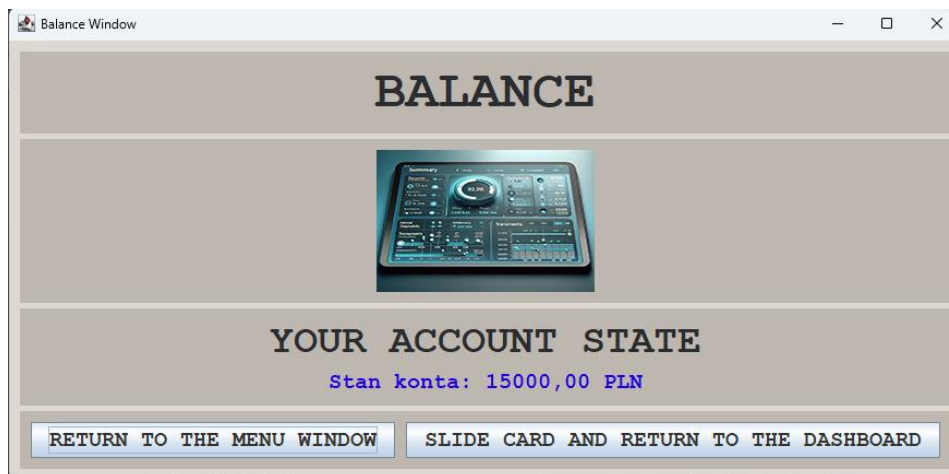 Balance Window
BALANCE
Summary
YOUR ACCOUNT STATE
Stan konta: 15000,00 PLN
RETURN TO THE MENU WINDOW
SLIDE CARD AND RETURN TO THE DASHBOARD